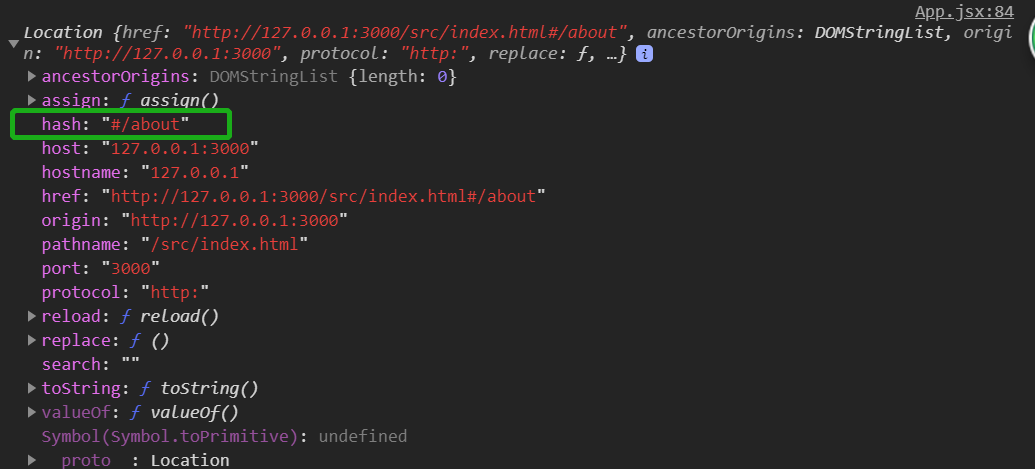 App.jsx:84
Location {href: "http://127.0.0.1:3000/src/index.html#/about", ancestorOrigins: DOMStringList, origi
n: "http://127.0.0.1:3000", protocol: "http:", replace: ƒ, …} i
ancestorOrigins: DOMStringList {length: 0}
assign: ƒ assign()
hash: "#/about"
host: "127.0.0.1:3000"
hostname: "127.0.0.1"
href: "http://127.0.0.1:3000/src/index.html#/about"
origin: "http://127.0.0.1:3000"
pathname: "/src/index.html"
port: "3000"
protocol: "http:"
reload: ƒ reload()
replace: ƒ ()
search: ""
toString: ƒ toString()
valueOf: ƒ valueOf()
Symbol(Symbol.toPrimitive): undefined
__proto__: Location